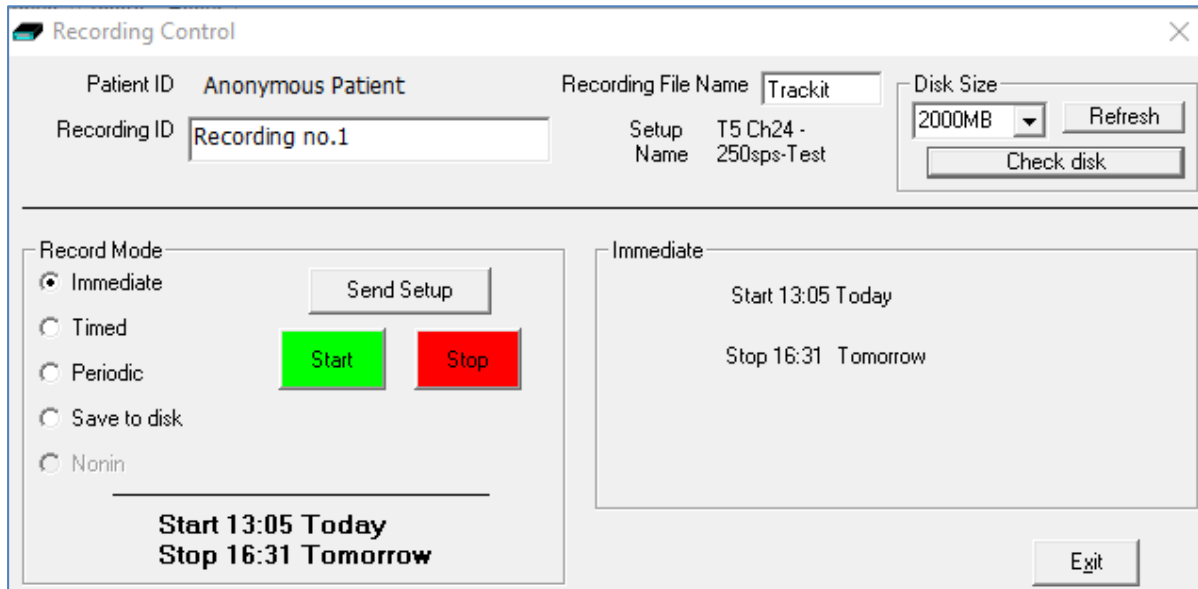 Recording Control
Patient ID Anonymous Patient
Recording File Name Trackit
Disk Size
2000MB Refresh
Recording ID Recording no.1
Setup Name T5 Ch24 -
250sps-Test
Check disk
Record Mode
Immediate
Send Setup
Timed
Start Stop
Periodic
Save to disk
Nonin
Start 13:05 Today
Stop 16:31 Tomorrow
Immediate
Start 13:05 Today
Stop 16:31 Tomorrow
Exit